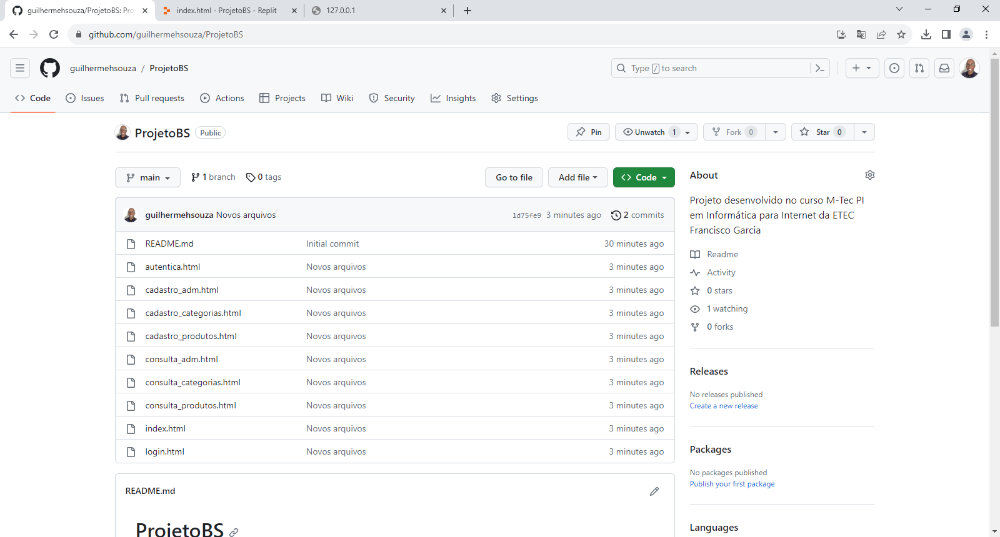 guilhermehsouza/ProjetoBS: Pro
index.html - ProjetoBS - Replit
127.0.0.1
github.com/guilhermehsouza/ProjetoBS
guilhermehsouza / ProjetoBS
Type / to search
Code
Issues
Pull requests
Actions
Projects
Wiki
Security
Insights
Settings
ProjetoBS
Public
Pin
Unwatch 1
Fork 0
Star 0
main
1 branch
0 tags
Go to file
Add file
Code
guilhermehsouza Novos arquivos
1d75fe9 3 minutes ago
2 commits
README.md Initial commit 30 minutes ago
autentica.html Novos arquivos 3 minutes ago
cadastro_adm.html Novos arquivos 3 minutes ago
cadastro_categorias.html Novos arquivos 3 minutes ago
cadastro_produtos.html Novos arquivos 3 minutes ago
consulta_adm.html Novos arquivos 3 minutes ago
consulta_categorias.html Novos arquivos 3 minutes ago
consulta_produtos.html Novos arquivos 3 minutes ago
index.html Novos arquivos 3 minutes ago
login.html Novos arquivos 3 minutes ago
README.md
ProjetoBS
About
Projeto desenvolvido no curso M-Tec PI
em Informática para Internet da ETEC
Francisco Garcia
Readme
Activity
0 stars
1 watching
0 forks
Releases
No releases published
Create a new release
Packages
No packages published
Publish your first package
Languages